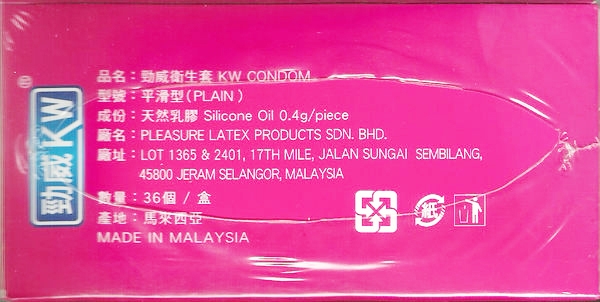 ®
勁威 KW
品名：勁威衛生套 KW CONDOM
型號：平滑型(PLAIN)
成份：天然乳膠 Silicone Oil 0.4g/piece
廠名：PLEASURE LATEX PRODUCTS SDN. BHD.
廠址：LOT 1365 & 2401, 17TH MILE, JALAN SUNGAI SEMBILANG,
45800 JERAM SELANGOR, MALAYSIA
數量：36個 / 盒
產地：馬來西亞
MADE IN MALAYSIA
紙